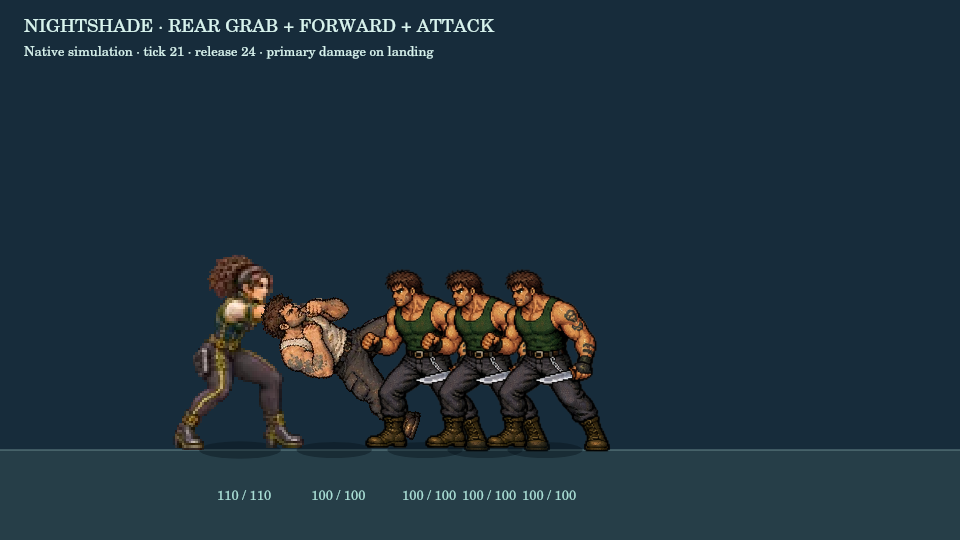 NIGHTSHADE · REAR GRAB + FORWARD + ATTACK
Native simulation · tick 21 · release 24 · primary damage on landing
110 / 110 100 / 100 100 / 100 100 / 100 100 / 100